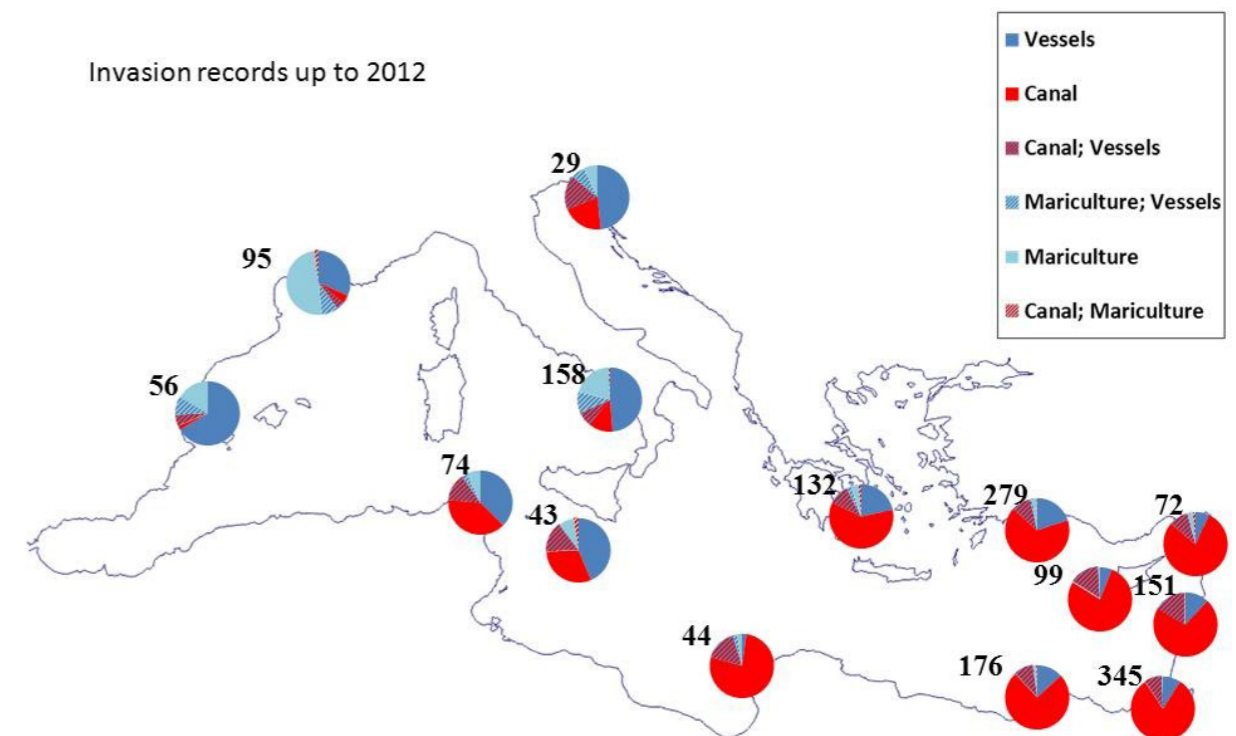 Invasion records up to 2012
Vessels
Canal
Canal; Vessels
Mariculture; Vessels
Mariculture
Canal; Mariculture
29
95
56
158
74
43
132
279
72
99
151
44
176
345